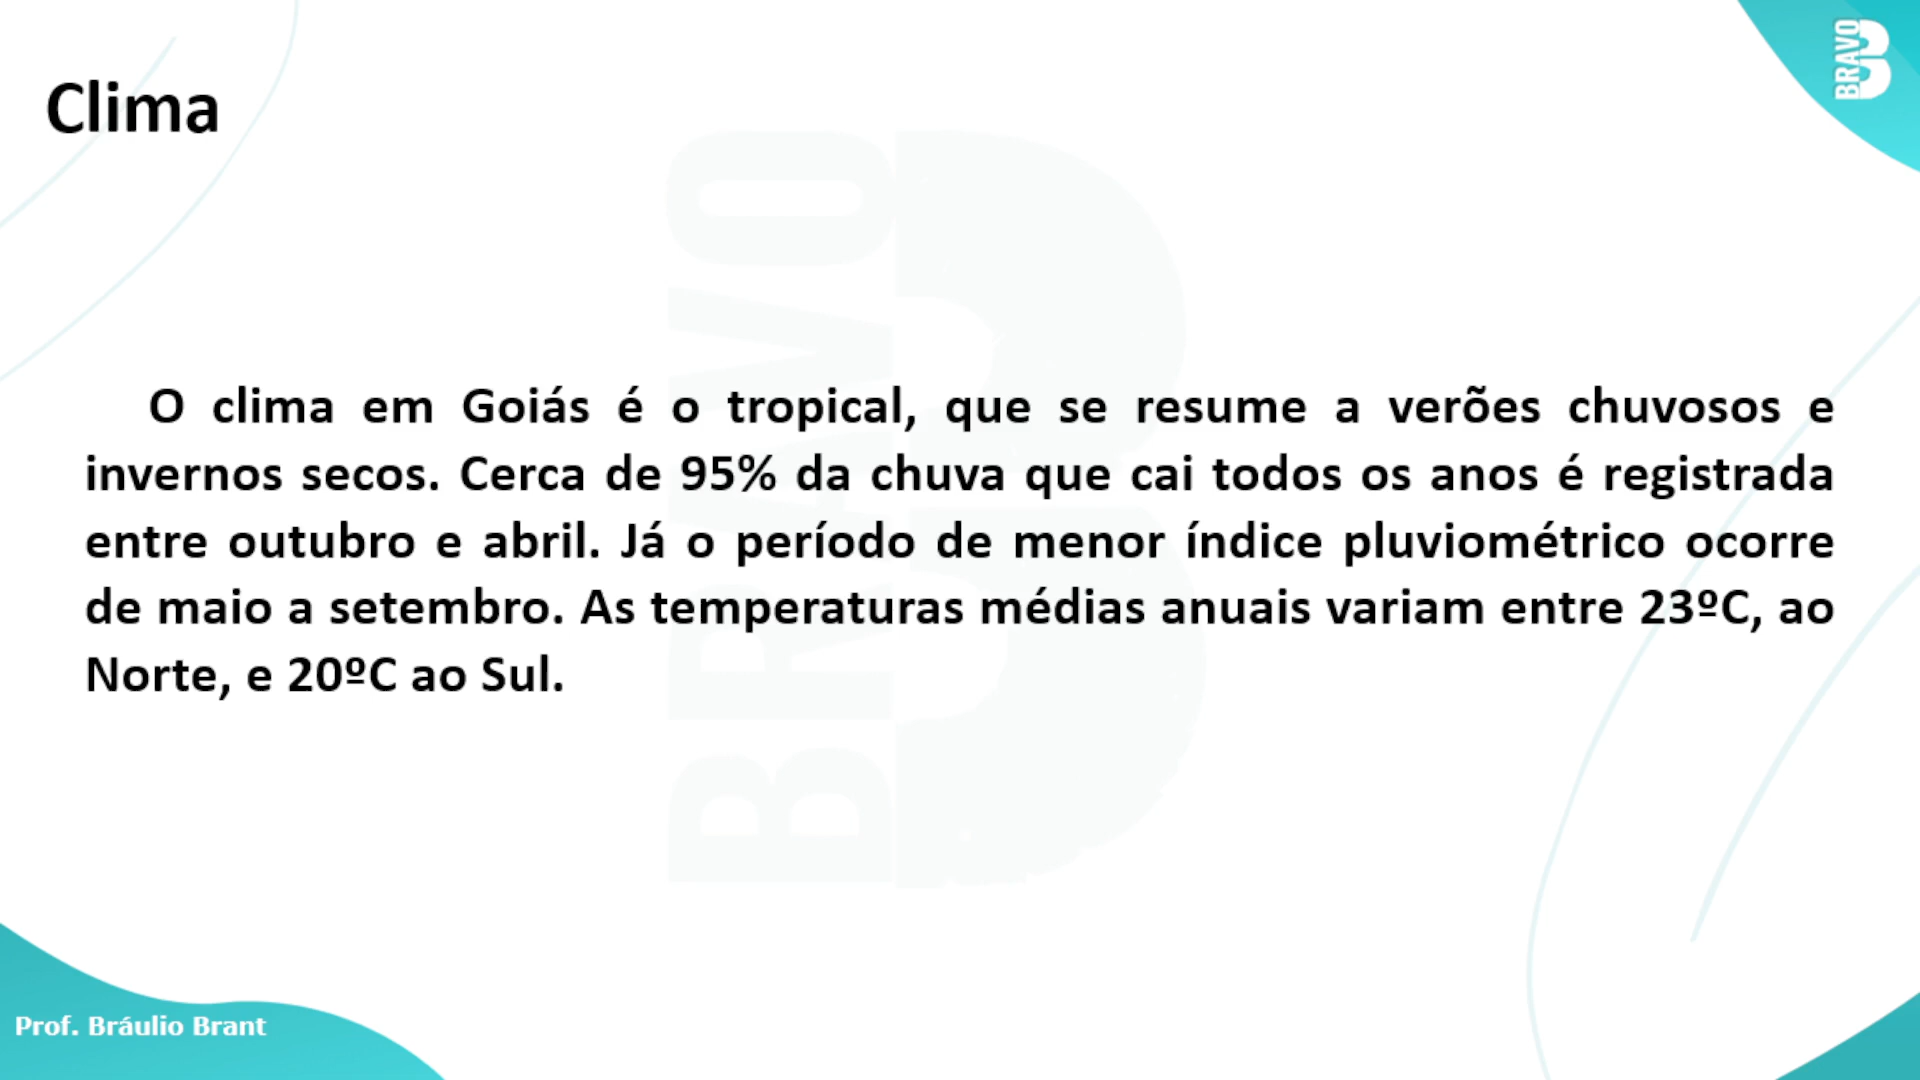 BRAVO
Clima
O clima em Goiás é o tropical, que se resume a verões chuvosos e
invernos secos. Cerca de 95% da chuva que cai todos os anos é registrada
entre outubro e abril. Já o período de menor índice pluviométrico ocorre
de maio a setembro. As temperaturas médias anuais variam entre 23ºC, ao
Norte, e 20ºC ao Sul.
BRAVO
Prof. Bráulio Brant